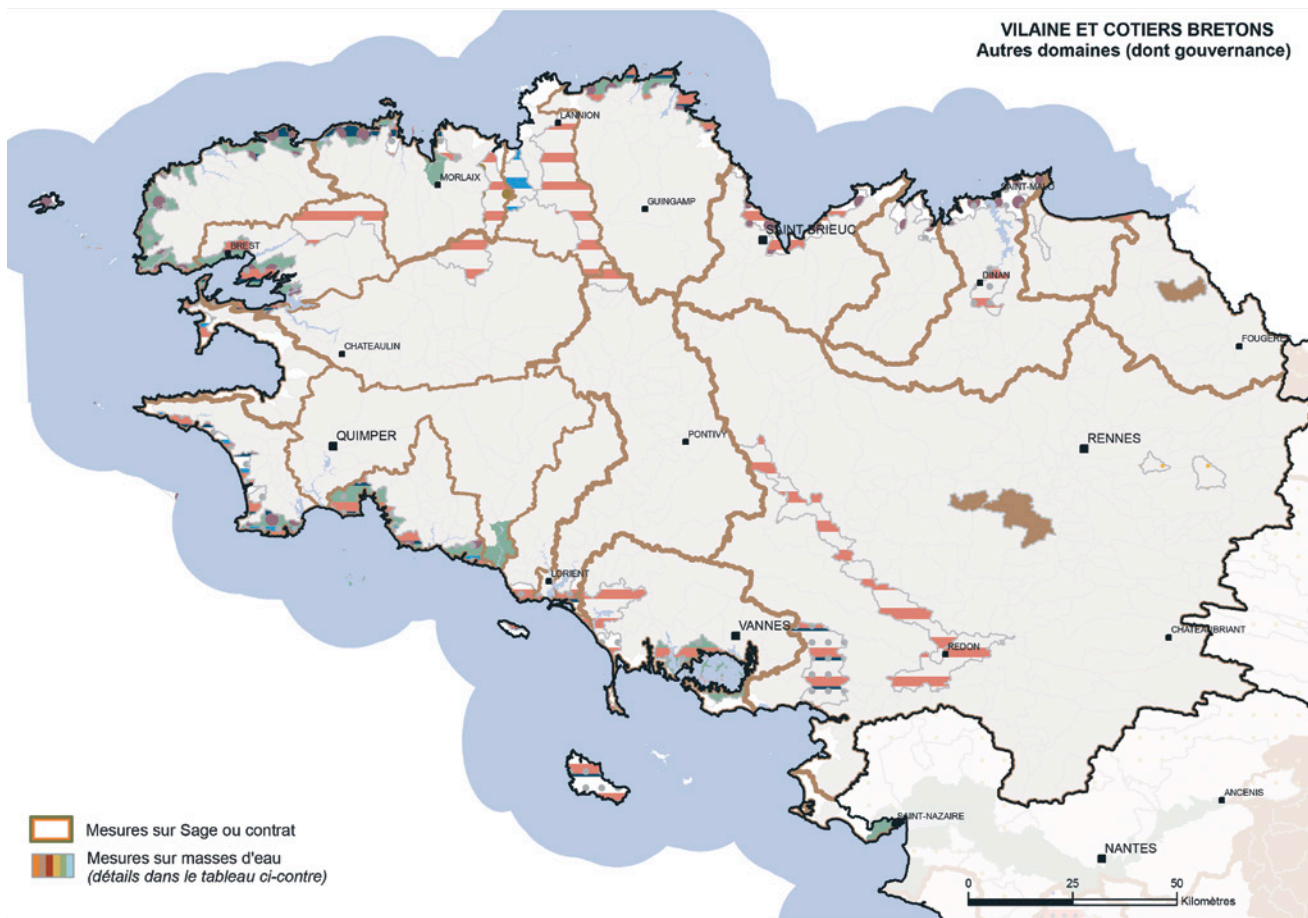 VILAINE ET COTIERS BRETONS
Autres domaines (dont gouvernance)
LANNION
MORLAIX
GUINGAMP
SAINT-MALO
SAINT BRIEUC
BREST
DINAN
CHATEAULIN
FOUGERES
QUIMPER
PONTIVY
RENNES
LORIENT
VANNES
REDON
CHATEAUBRIANT
ANCENIS
SAINT-NAZAIRE
NANTES
Mesures sur Sage ou contrat
Mesures sur masses d'eau
(détails dans le tableau ci-contre)
0 25 50
Kilomètres